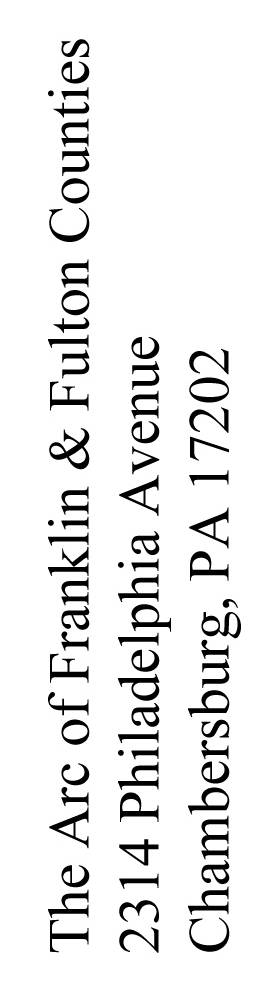 The Arc of Franklin & Fulton Counties
2314 Philadelphia Avenue
Chambersburg, PA 17202